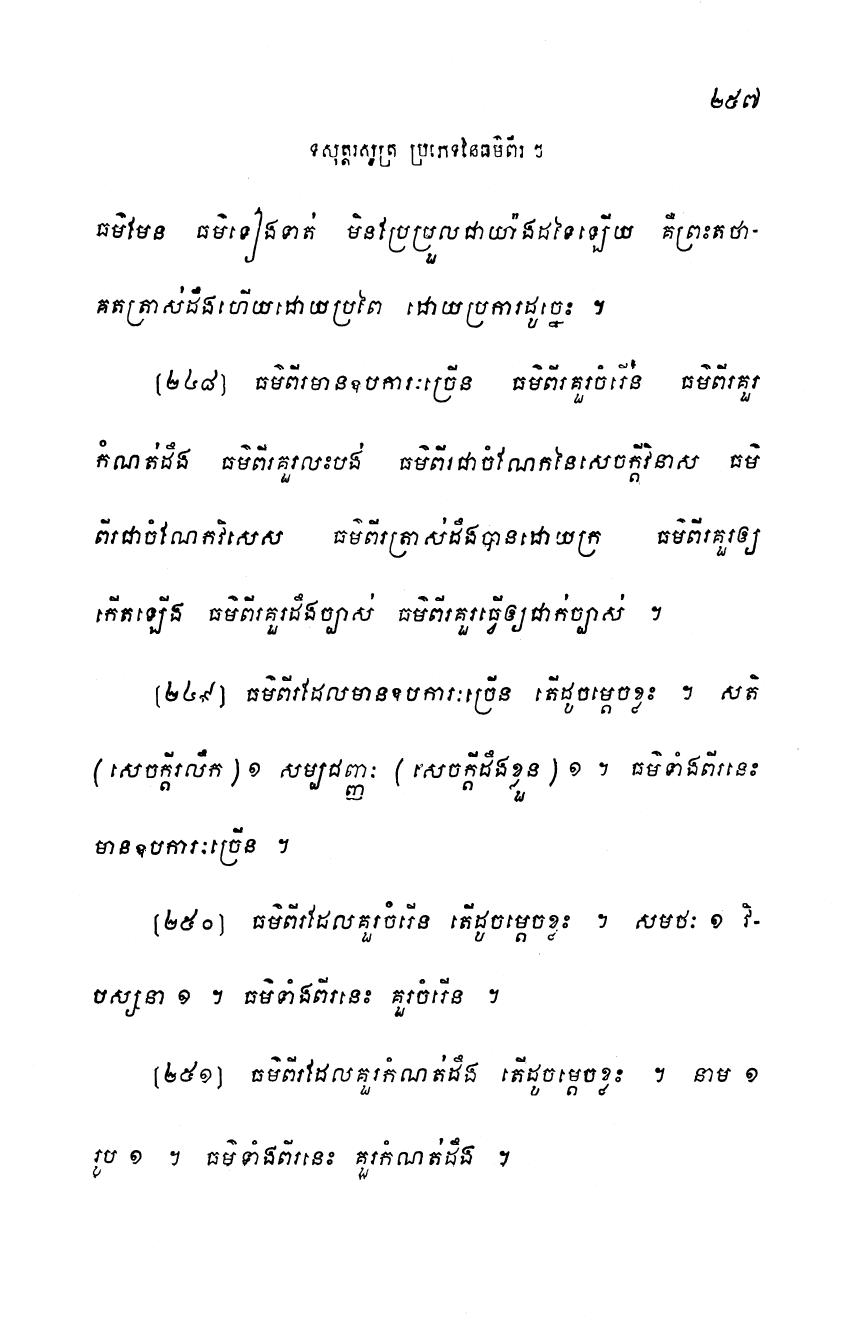 ២៥៧
ទសុត្តរសូត្រ ប្រភេទនៃធម៌ពីរ ៗ
ធម៌មែន ធម៌ទៀងទាត់ មិនប្រែប្រួលជាយ៉ាងដទៃឡើយ គឺព្រះតថា-
គតត្រាស់ដឹងហើយដោយប្រពៃ ដោយប្រការដូច្នេះ ។
[២៤៨] ធម៌ពីរមានឧបការៈច្រើន ធម៌ពីរគួរចំរើន ធម៌ពីរគួរ
កំណត់ដឹង ធម៌ពីរគួរលះបង់ ធម៌ពីរជាចំណែកនៃសេចក្តីវិនាស ធម៌
ពីរជាចំណែកវិសេស ធម៌ពីរត្រាស់ដឹងបានដោយក្រ ធម៌ពីរគួរឲ្យ
កើតឡើង ធម៌ពីរគួរដឹងច្បាស់ ធម៌ពីរគួរធ្វើឲ្យជាក់ច្បាស់ ។
[២៤៩] ធម៌ពីរដែលមានឧបការៈច្រើន តើដូចម្តេចខ្លះ ។ សតិ
(សេចក្តីរលឹក) ១ សម្បជញ្ញៈ (សេចក្តីដឹងខ្លួន) ១ ។ ធម៌ទាំងពីរនេះ
មានឧបការៈច្រើន ។
[២៥០] ធម៌ពីរដែលគួរចំរើន តើដូចម្តេចខ្លះ ។ សមថៈ ១ វិ-
បស្សនា ១ ។ ធម៌ទាំងពីរនេះ គួរចំរើន ។
[២៥១] ធម៌ពីរដែលគួរកំណត់ដឹង តើដូចម្តេចខ្លះ ។ នាម ១
រូប ១ ។ ធម៌ទាំងពីរនេះ គួរកំណត់ដឹង ។